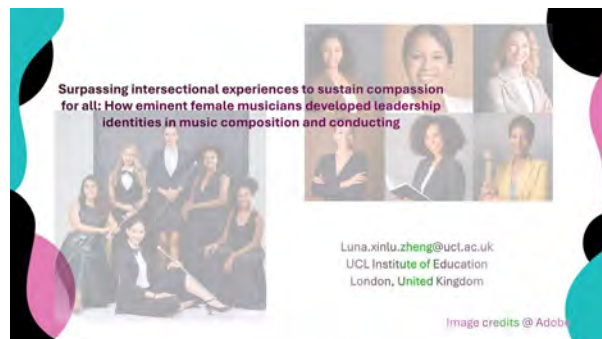 Surpassing intersectional experiences to sustain compassion
for all: How eminent female musicians developed leadership
identities in music composition and conducting
Luna.xinlu.zheng@ucl.ac.uk
UCL Institute of Education
London, United Kingdom
Image credits @ Adobe